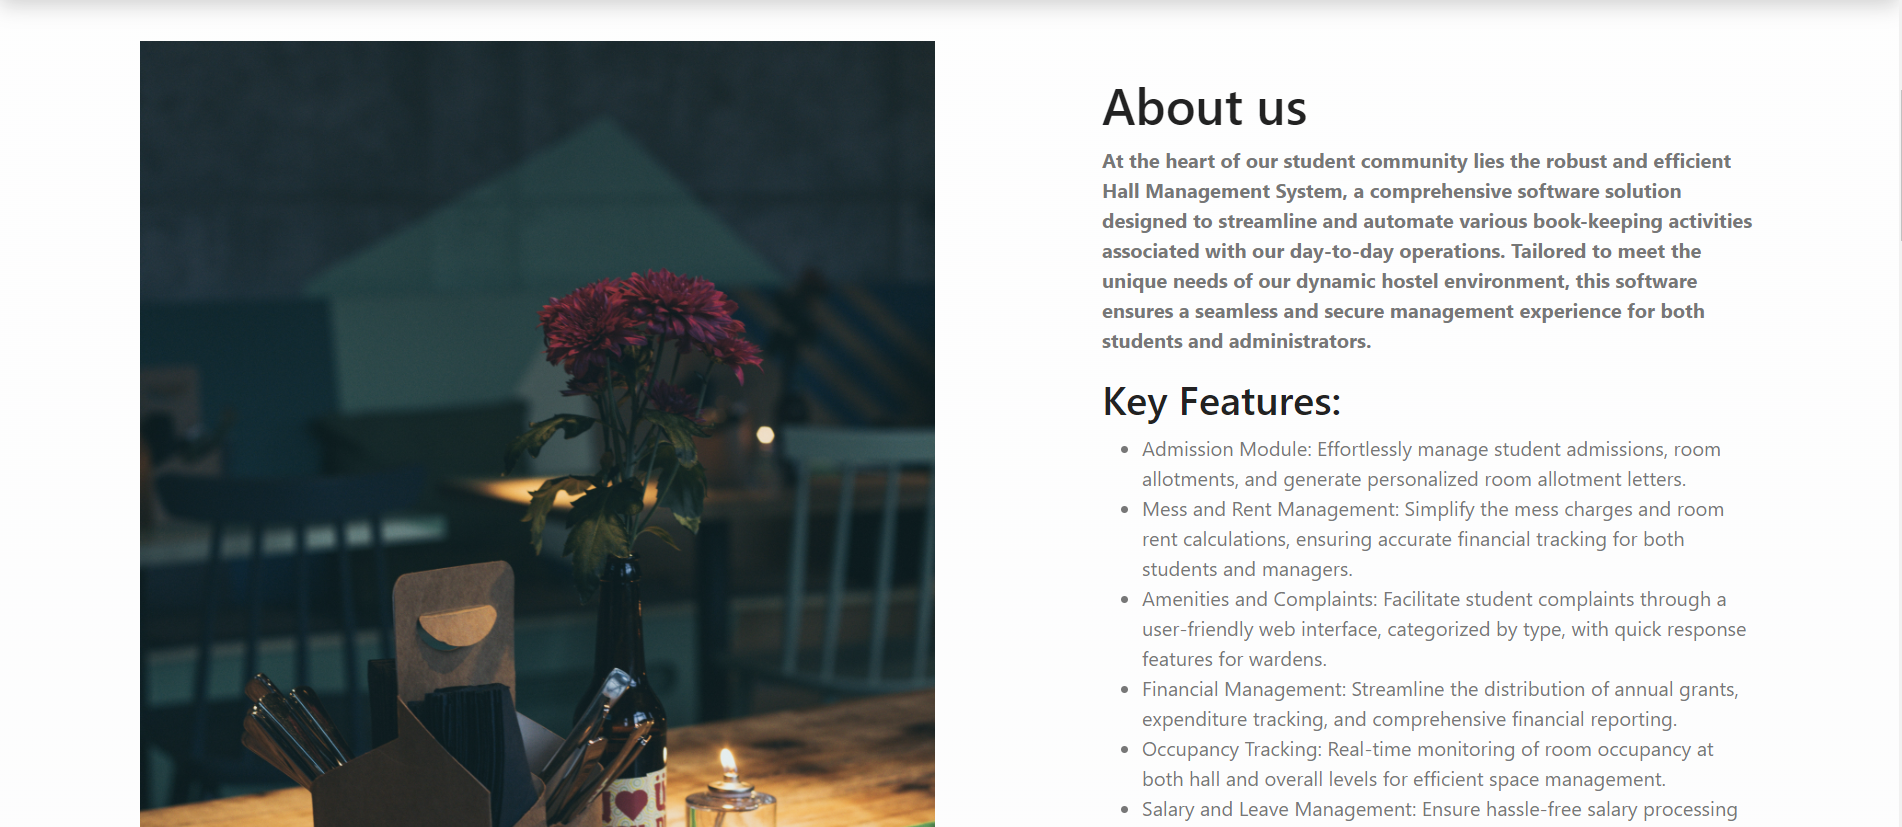 About us
At the heart of our student community lies the robust and efficient
Hall Management System, a comprehensive software solution
designed to streamline and automate various book-keeping activities
associated with our day-to-day operations. Tailored to meet the
unique needs of our dynamic hostel environment, this software
ensures a seamless and secure management experience for both
students and administrators.
Key Features:
• Admission Module: Effortlessly manage student admissions, room
allotments, and generate personalized room allotment letters.
• Mess and Rent Management: Simplify the mess charges and room
rent calculations, ensuring accurate financial tracking for both
students and managers.
• Amenities and Complaints: Facilitate student complaints through a
user-friendly web interface, categorized by type, with quick response
features for wardens.
• Financial Management: Streamline the distribution of annual grants,
expenditure tracking, and comprehensive financial reporting.
• Occupancy Tracking: Real-time monitoring of room occupancy at
both hall and overall levels for efficient space management.
• Salary and Leave Management: Ensure hassle-free salary processing
I ♥